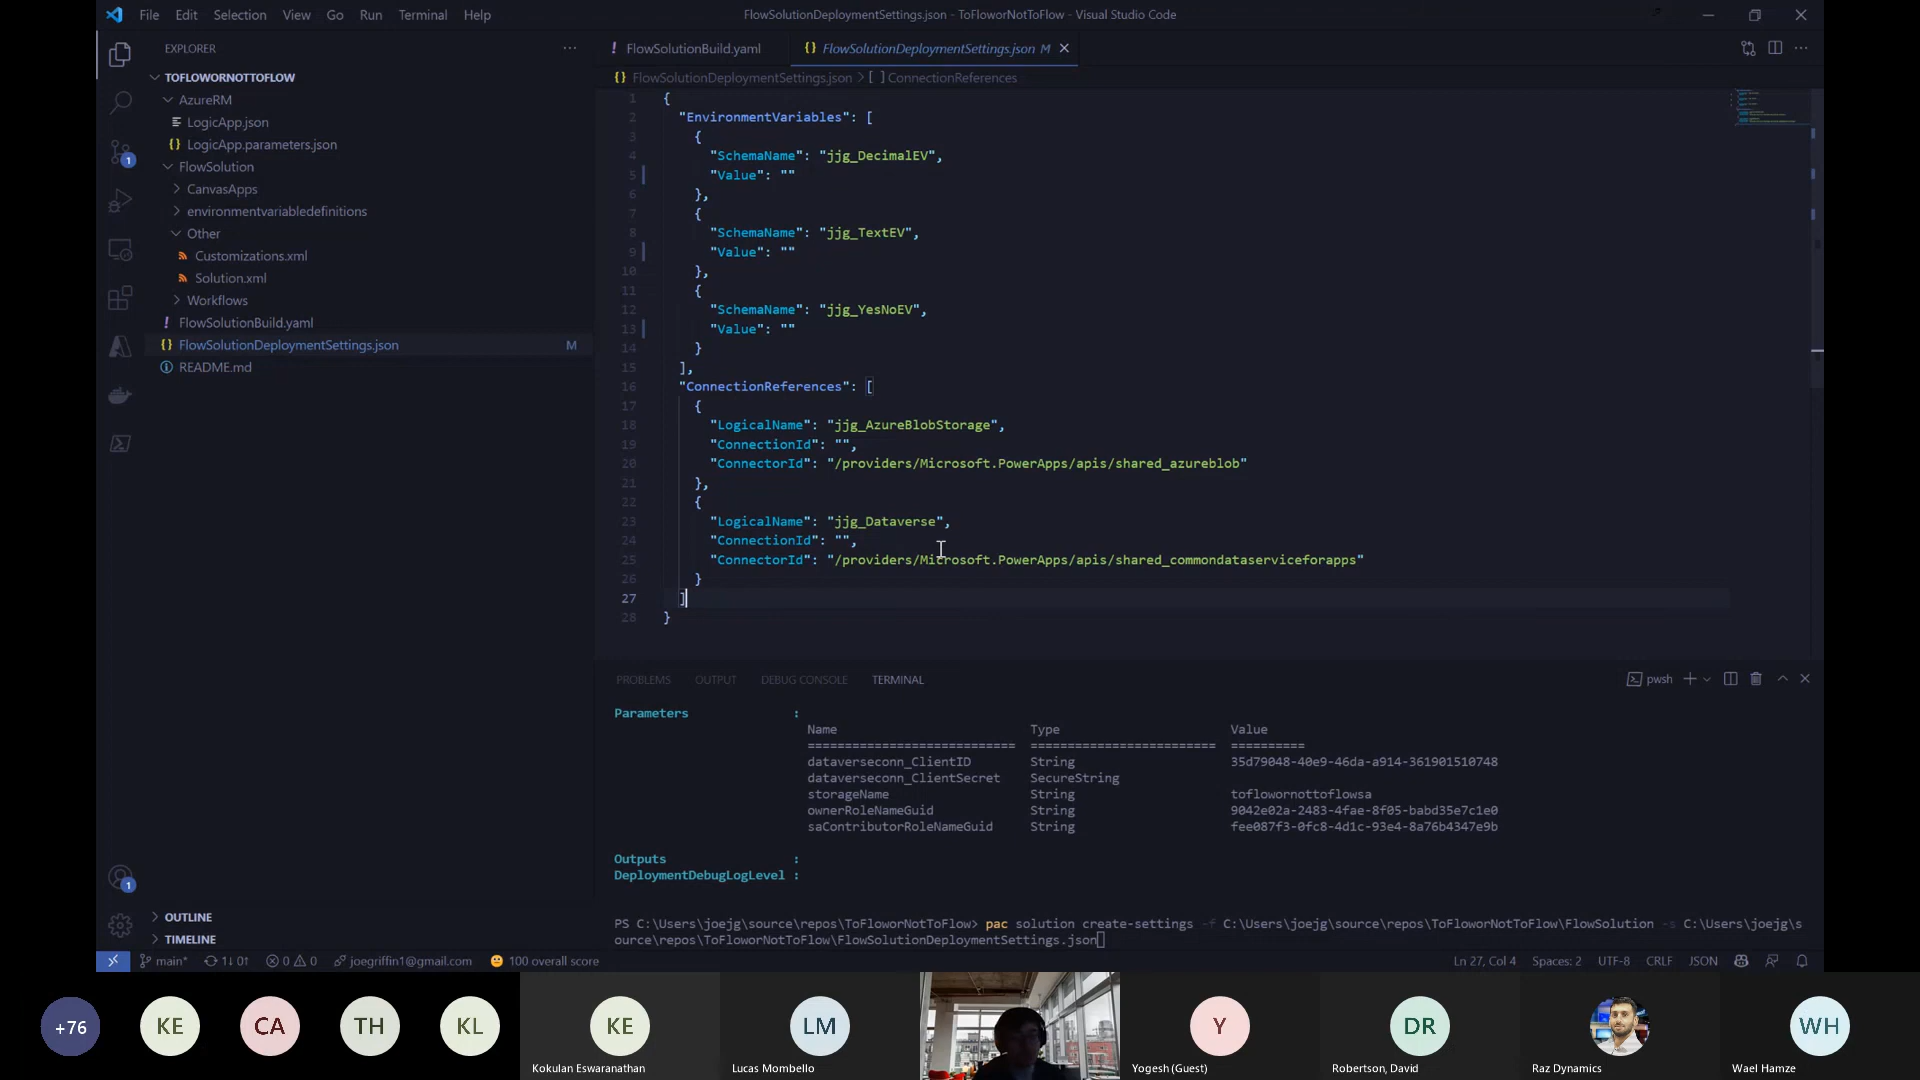 File Edit Selection View Go Run Terminal Help
FlowSolutionDeploymentSettings.json - ToFloworNotToFlow - Visual Studio Code
EXPLORER
TOFLOWORNOTTOFLOW
AzureRM
LogicApp.json
LogicApp.parameters.json
FlowSolution
CanvasApps
environmentvariabledefinitions
Other
Customizations.xml
Solution.xml
Workflows
FlowSolutionBuild.yaml
FlowSolutionDeploymentSettings.json M
README.md
OUTLINE
TIMELINE
FlowSolutionBuild.yaml
FlowSolutionDeploymentSettings.json M
FlowSolutionDeploymentSettings.json > [ ] ConnectionReferences
1 {
2 "EnvironmentVariables": [
3 {
4 "SchemaName": "jjg_DecimalEV",
5 "Value": ""
6 },
7 {
8 "SchemaName": "jjg_TextEV",
9 "Value": ""
10 },
11 {
12 "SchemaName": "jjg_YesNoEV",
13 "Value": ""
14 }
15 ],
16 "ConnectionReferences": [
17 {
18 "LogicalName": "jjg_AzureBlobStorage",
19 "ConnectionId": "",
20 "ConnectorId": "/providers/Microsoft.PowerApps/apis/shared_azureblob"
21 },
22 {
23 "LogicalName": "jjg_Dataverse",
24 "ConnectionId": "",
25 "ConnectorId": "/providers/Microsoft.PowerApps/apis/shared_commondataserviceforapps"
26 }
27 ]
28 }
PROBLEMS OUTPUT DEBUG CONSOLE TERMINAL
pwsh
Parameters :
Name Type Value
============================ ========================= ==========
dataverseconn_ClientID String 35d79048-40e9-46da-a914-361901510748
dataverseconn_ClientSecret SecureString
storageName String toflowornottoflowsa
ownerRoleNameGuid String 9042e02a-2483-4fae-8f05-babd35e7c1e0
saContributorRoleNameGuid String fee087f3-0fc8-4d1c-93e4-8a76b4347e9b
Outputs :
DeploymentDebugLogLevel :
PS C:\Users\joejg\source\repos\ToFloworNotToFlow> pac solution create-settings -f C:\Users\joejg\source\repos\ToFloworNotToFlow\FlowSolution -s C:\Users\joejg\s
ource\repos\ToFloworNotToFlow\FlowSolutionDeploymentSettings.json
main* 1↓ 0↑ 0 0 joegriffin1@gmail.com 100 overall score
Ln 27, Col 4 Spaces: 2 UTF-8 CRLF JSON
1
1
+76 KE CA TH KL KE LM Y DR WH
Kokulan Eswaranathan Lucas Mombello Yogesh (Guest) Robertson, David Raz Dynamics Wael Hamze